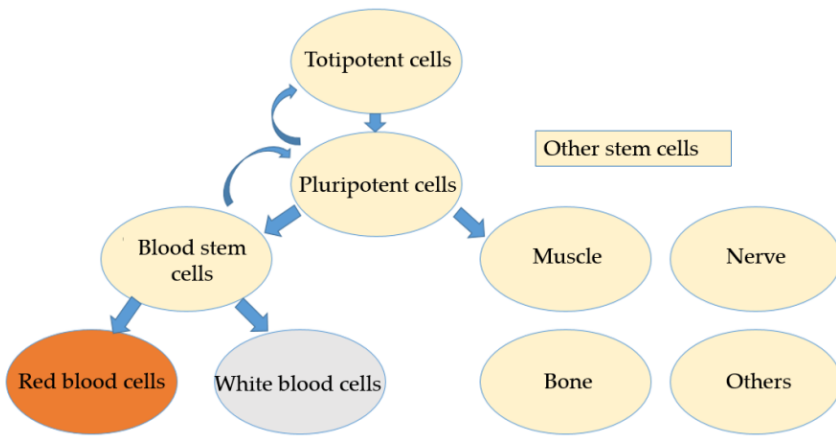 Totipotent cells
Other stem cells
Pluripotent cells
Blood stem
cells
Muscle
Nerve
Red blood cells
White blood cells
Bone
Others